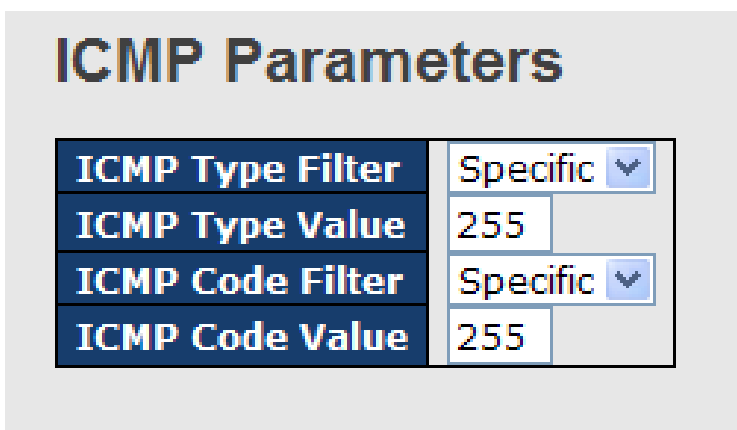 ICMP Parameters
ICMP Type Filter Specific
ICMP Type Value 255
ICMP Code Filter Specific
ICMP Code Value 255